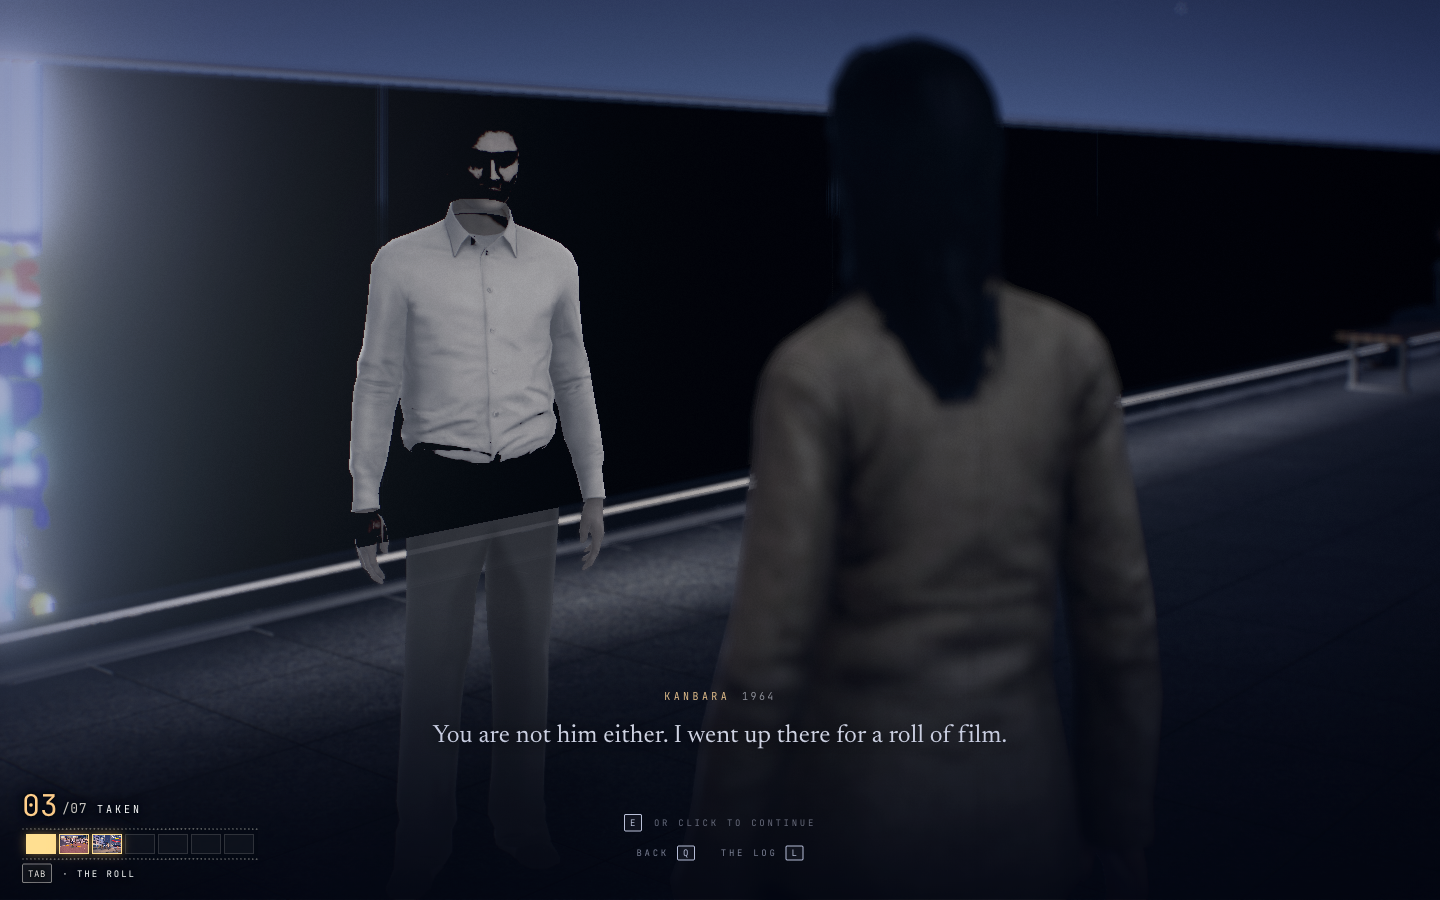 KANBARA 1964
You are not him either. I went up there for a roll of film.
03 /07 TAKEN
TAB · THE ROLL
E OR CLICK TO CONTINUE
BACK Q THE LOG L